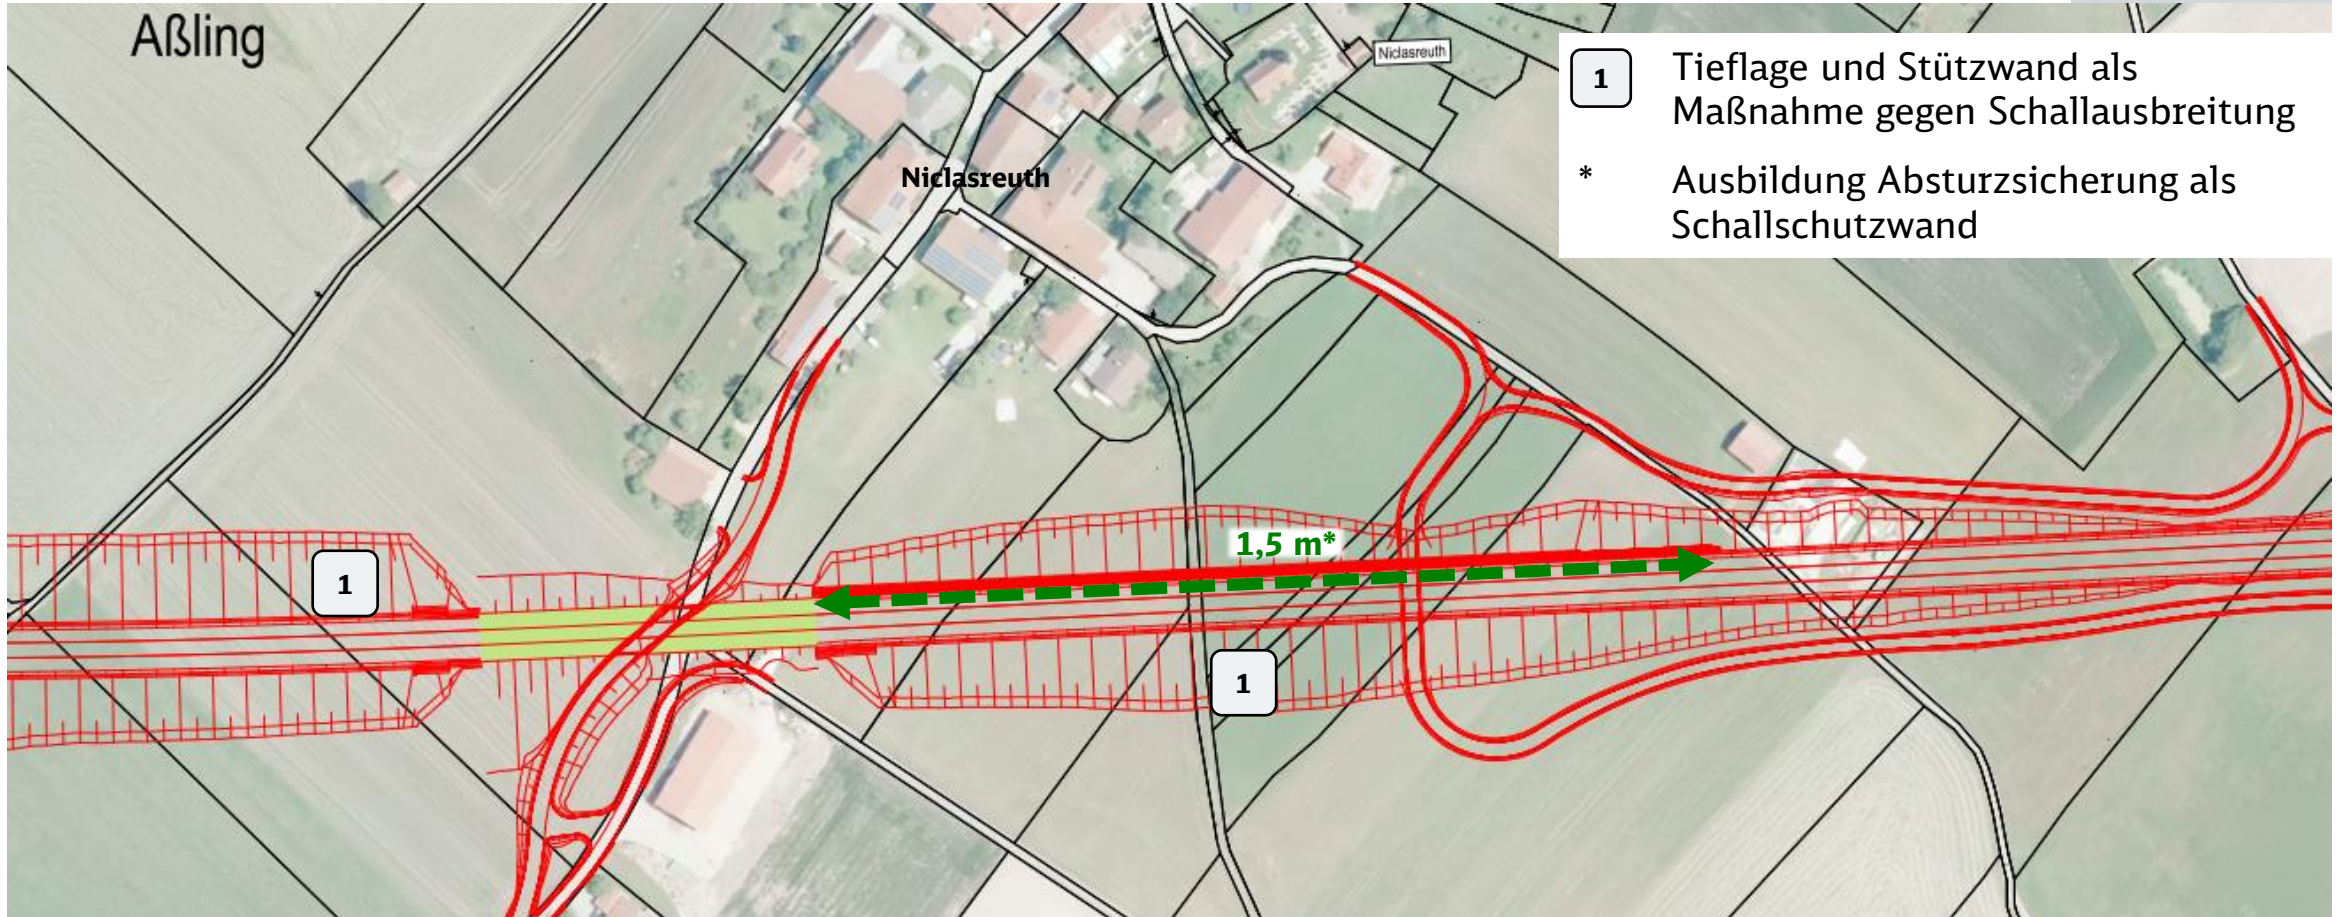 Aßling
Niclasreuth
1 Tieflage und Stützwand als
Maßnahme gegen Schallausbreitung
* Ausbildung Absturzsicherung als
Schallschutzwand
Niclasreuth
1,5 m*
1
1